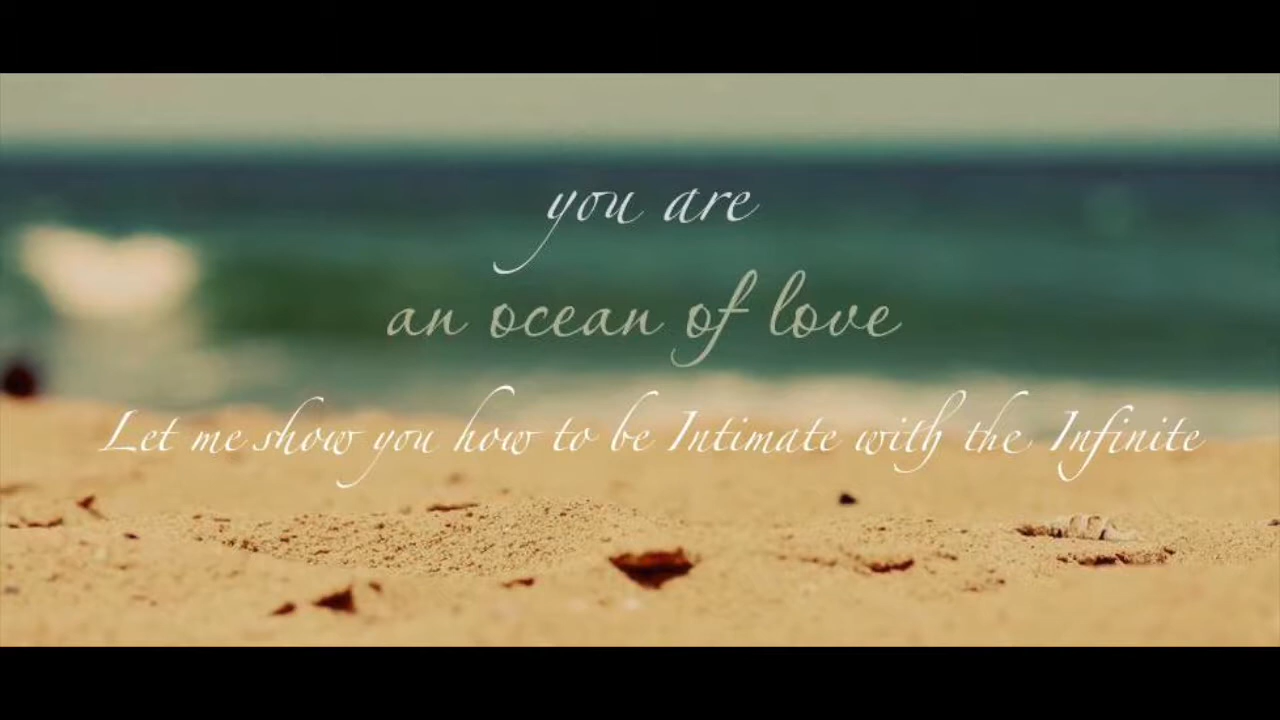 you are
an ocean of love
Let me show you how to be Intimate with the Infinite